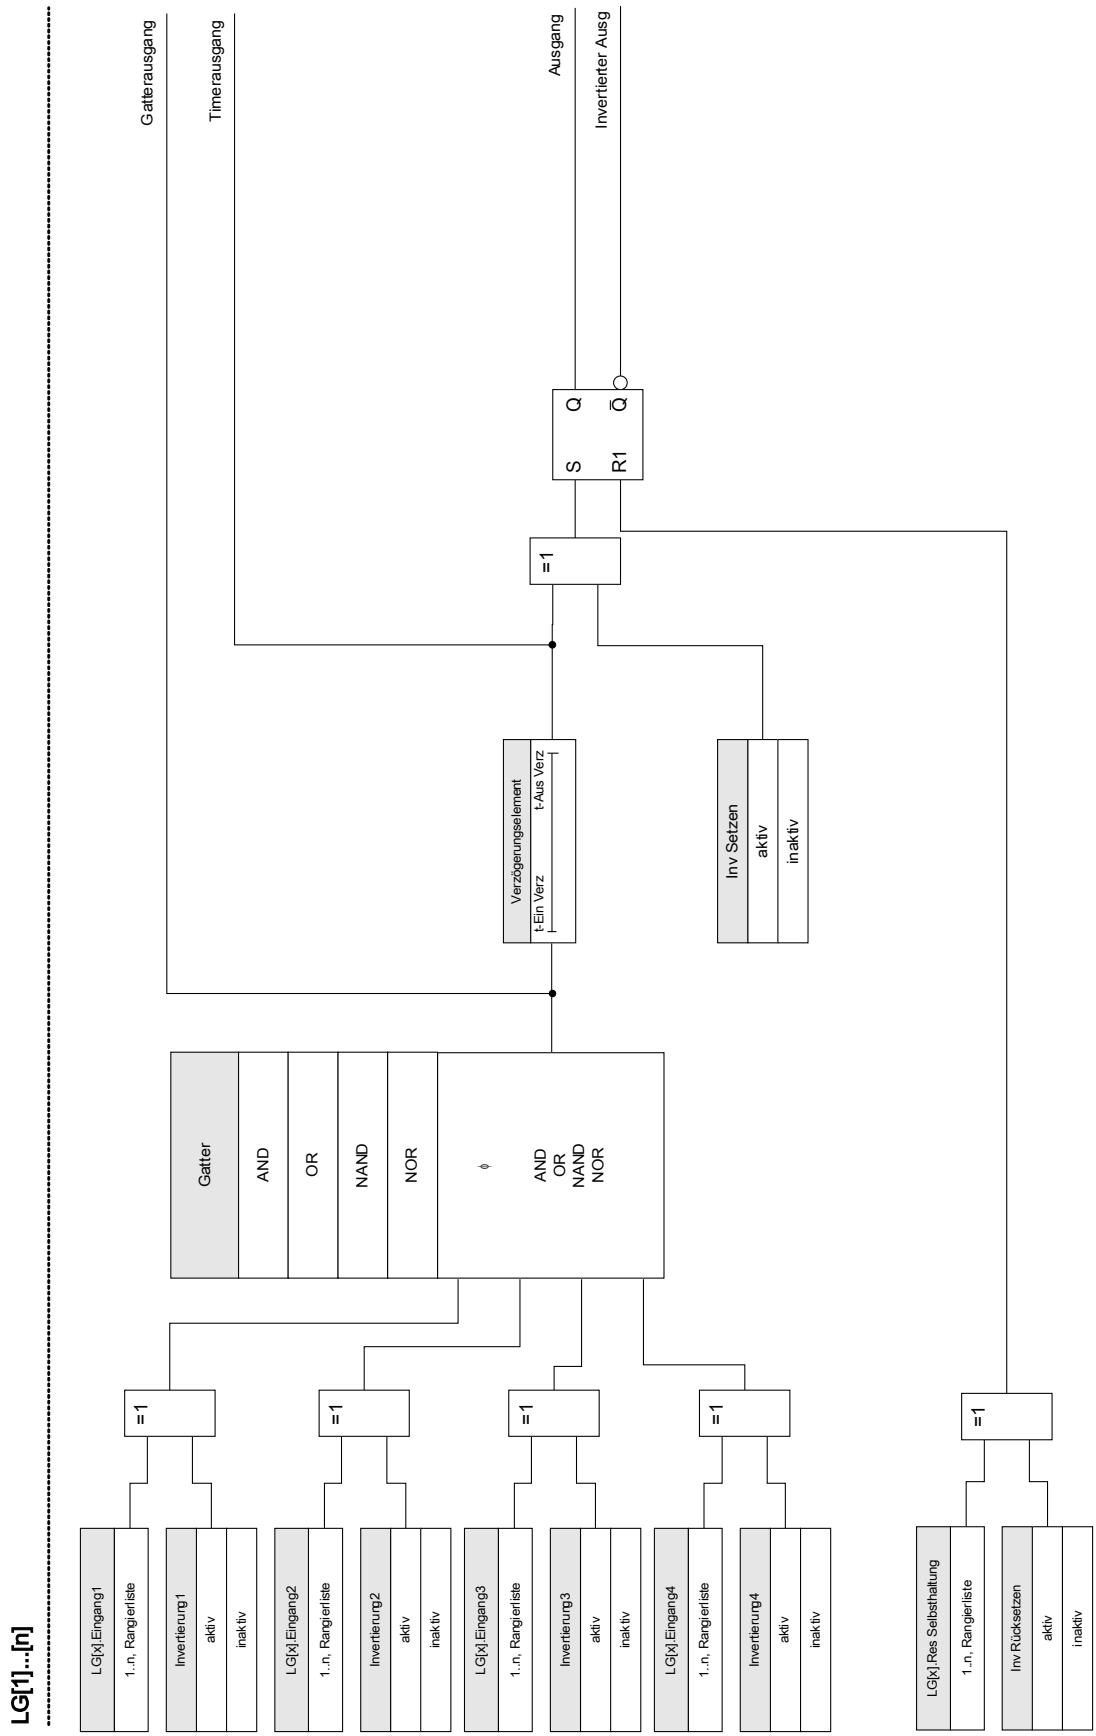 LG[1]...[n]
LG[x].Eingang1
1..n, Rangierliste
Invertierung1
aktiv
inaktiv
LG[x].Eingang2
1..n, Rangierliste
Invertierung2
aktiv
inaktiv
LG[x].Eingang3
1..n, Rangierliste
Invertierung3
aktiv
inaktiv
LG[x].Eingang4
1..n, Rangierliste
Invertierung4
aktiv
inaktiv
LG[x].Res Selbsthaltung
1..n, Rangierliste
Inv Rücksetzen
aktiv
inaktiv
=1
=1
=1
=1
=1
Gatter
AND
OR
NAND
NOR
ϕ
AND
OR
NAND
NOR
Verzögerungselement
t-Ein Verz
t-Aus Verz
Inv Setzen
aktiv
inaktiv
=1
S Q
R1 Q̅
Gatterausgang
Timerausgang
Ausgang
Invertierter Ausg